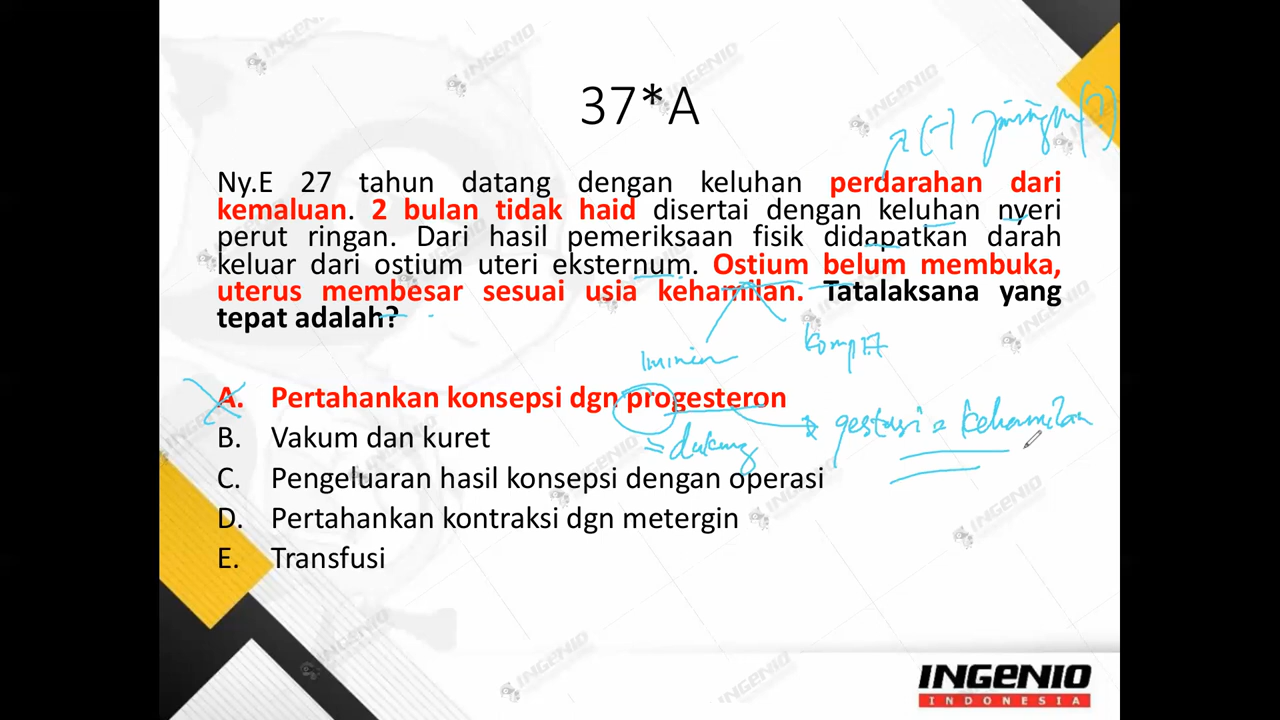 37*A
(-) jaringan (?)
Ny.E 27 tahun datang dengan keluhan perdarahan dari
kemaluan. 2 bulan tidak haid disertai dengan keluhan nyeri
perut ringan. Dari hasil pemeriksaan fisik didapatkan darah
keluar dari ostium uteri eksternum. Ostium belum membuka,
uterus membesar sesuai usia kehamilan. Tatalaksana yang
tepat adalah?
Iminen
A. Pertahankan konsepsi dgn progesteron
gestasi = kehamilan
B. Vakum dan kuret
= dukung
C. Pengeluaran hasil konsepsi dengan operasi
D. Pertahankan kontraksi dgn metergin
E. Transfusi
INGENIO
INDONESIA